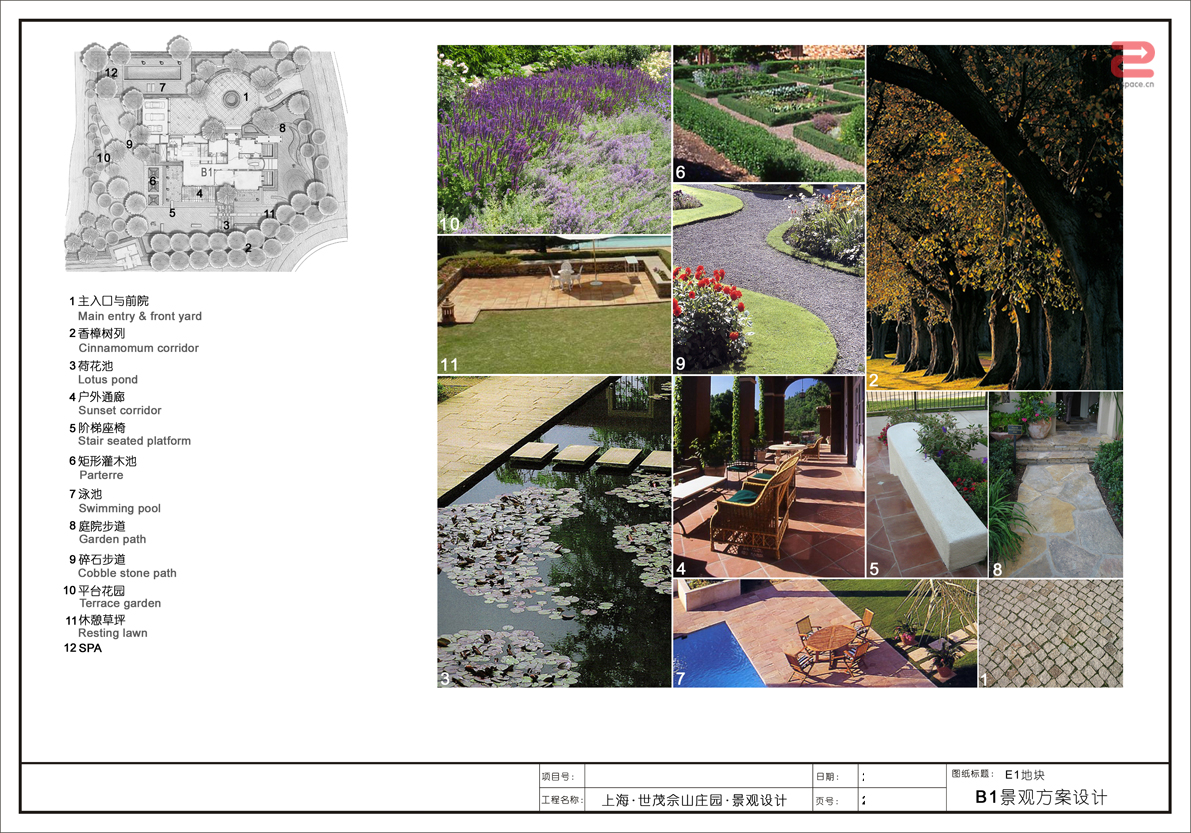 12
7
1
8
9
10
6
B1
4
5
11
3
2
1 主入口与前院
Main entry & front yard
2 香樟树列
Cinnamomum corridor
3 荷花池
Lotus pond
4 户外通廊
Sunset corridor
5 阶梯座椅
Stair seated platform
6 矩形灌木池
Parterre
7 泳池
Swimming pool
8 庭院步道
Garden path
9 碎石步道
Cobble stone path
10 平台花园
Terrace garden
11 休憩草坪
Resting lawn
12 SPA
10
6
2
11
9
3
4
5
8
7
1
space.cn
项目号：
日期：
图纸标题： E1地块
工程名称： 上海·世茂佘山庄园·景观设计
页号：
B1景观方案设计